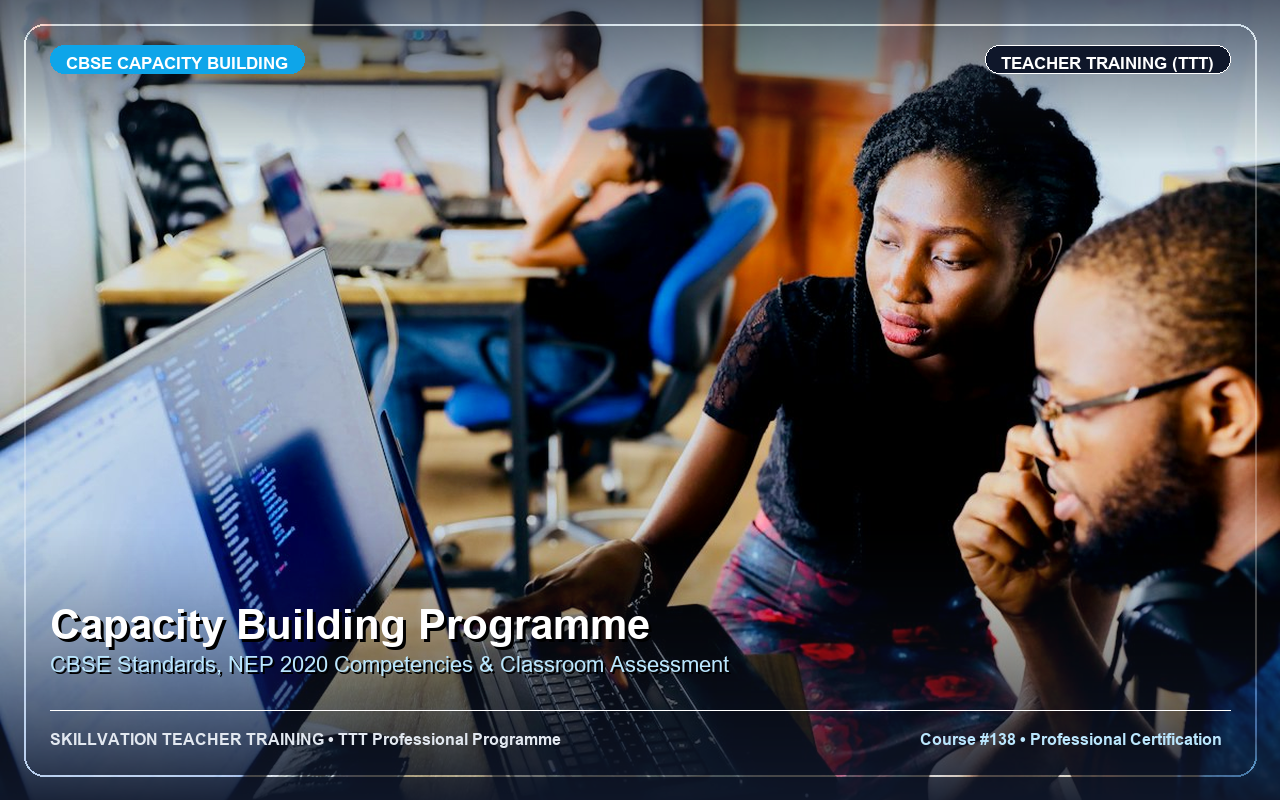 CBSE CAPACITY BUILDING
TEACHER TRAINING (TTT)
Capacity Building Programme
CBSE Standards, NEP 2020 Competencies & Classroom Assessment
SKILLVATION TEACHER TRAINING • TTT Professional Programme
Course #138 • Professional Certification